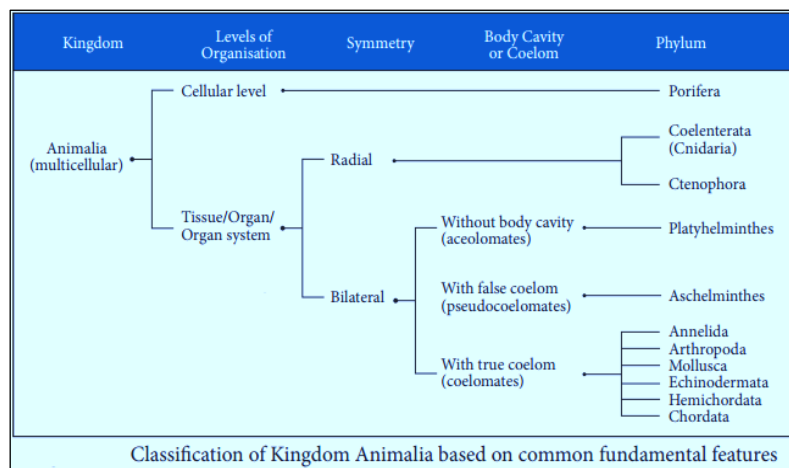 Kingdom
Levels of
Organisation
Symmetry
Body Cavity
or Coelom
Phylum
Cellular level
Porifera
Animalia
(multicellular)
Coelenterata
(Cnidaria)
Radial
Ctenophora
Tissue/Organ/
Organ system
Without body cavity
(aceolomates)
Platyhelminthes
Bilateral
With false coelom
(pseudocoelomates)
Aschelminthes
With true coelom
(coelomates)
Annelida
Arthropoda
Mollusca
Echinodermata
Hemichordata
Chordata
Classification of Kingdom Animalia based on common fundamental features